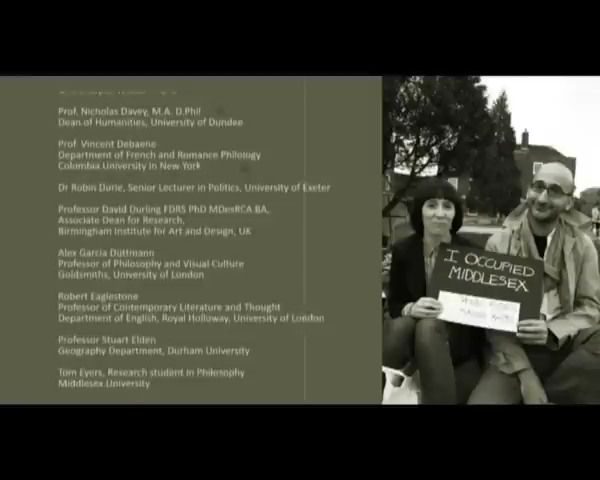 Prof. Nicholas Davey, M.A. D.Phil
Dean of Humanities, University of Dundee
Prof. Vincent Debaene
Department of French and Romance Philology
Columbia University in New York
Dr Robin Durie, Senior Lecturer in Politics, University of Exeter
Professor David Durling FDRS PhD MDesRCA BA,
Associate Dean for Research,
Birmingham Institute for Art and Design, UK
Alex Garcia Düttmann
Professor of Philosophy and Visual Culture
Goldsmiths, University of London
Robert Eaglestone
Professor of Contemporary Literature and Thought
Department of English, Royal Holloway, University of London
Professor Stuart Elden
Geography Department, Durham University
Tom Eyers, Research student in Philosophy
Middlesex University
I OCCUPIED
MIDDLESEX